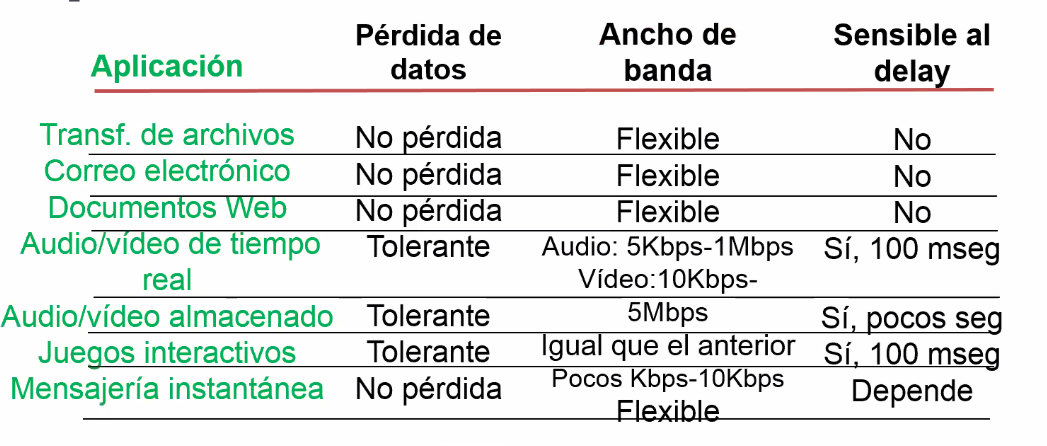 Aplicación Pérdida de datos Ancho de banda Sensible al delay
Transf. de archivos No pérdida Flexible No
Correo electrónico No pérdida Flexible No
Documentos Web No pérdida Flexible No
Audio/vídeo de tiempo real Tolerante Audio: 5Kbps-1Mbps Vídeo:10Kbps- Sí, 100 mseg
Audio/vídeo almacenado Tolerante 5Mbps Sí, pocos seg
Juegos interactivos Tolerante Igual que el anterior Sí, 100 mseg
Mensajería instantánea No pérdida Pocos Kbps-10Kbps Flexible Depende